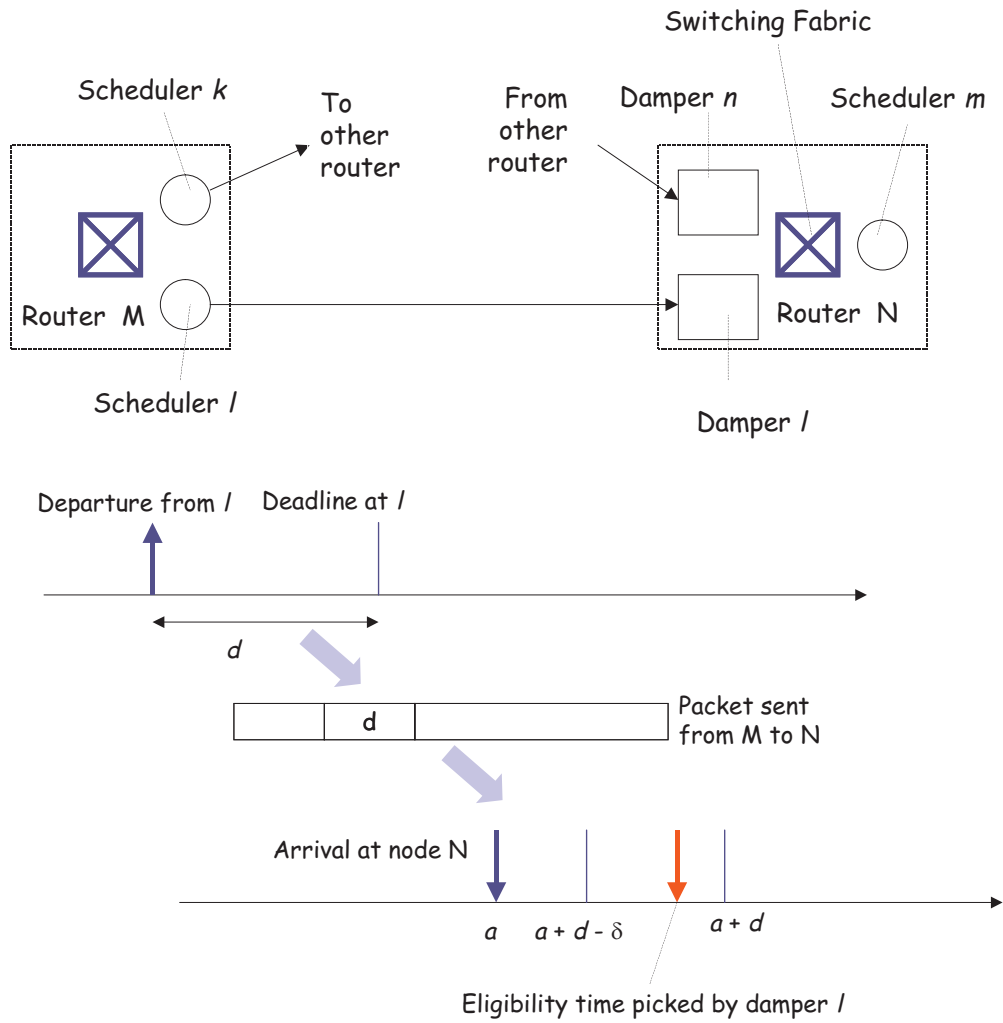 Switching Fabric
Scheduler k
To
other
router
From
other
router
Damper n
Scheduler m
Router M
Router N
Scheduler l
Damper l
Departure from l
Deadline at l
d
d
Packet sent
from M to N
Arrival at node N
a
a + d - δ
a + d
Eligibility time picked by damper l